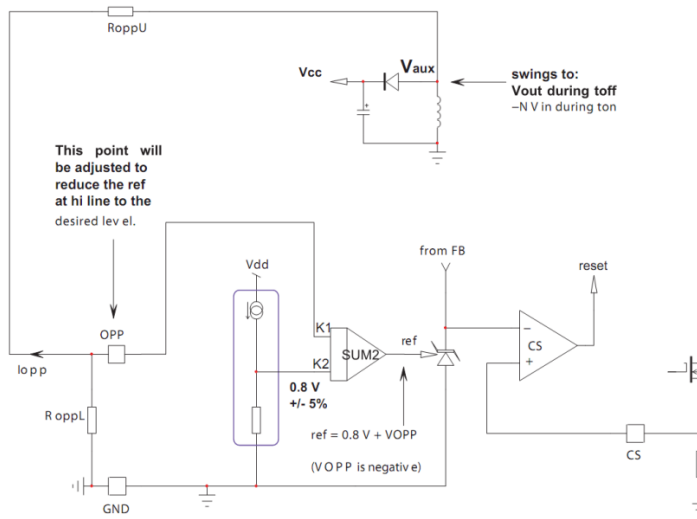 RoppU
Vcc
Vaux
swings to:
Vout during toff
–N V in during ton
This point will
be adjusted to
reduce the ref
at hi line to the
desired lev el.
from FB
reset
Vdd
OPP
K1
ref
CS
SUM2
K2
Iopp
0.8 V
+/- 5%
R oppL
ref = 0.8 V + VOPP
(V O P P is negativ e)
CS
GND